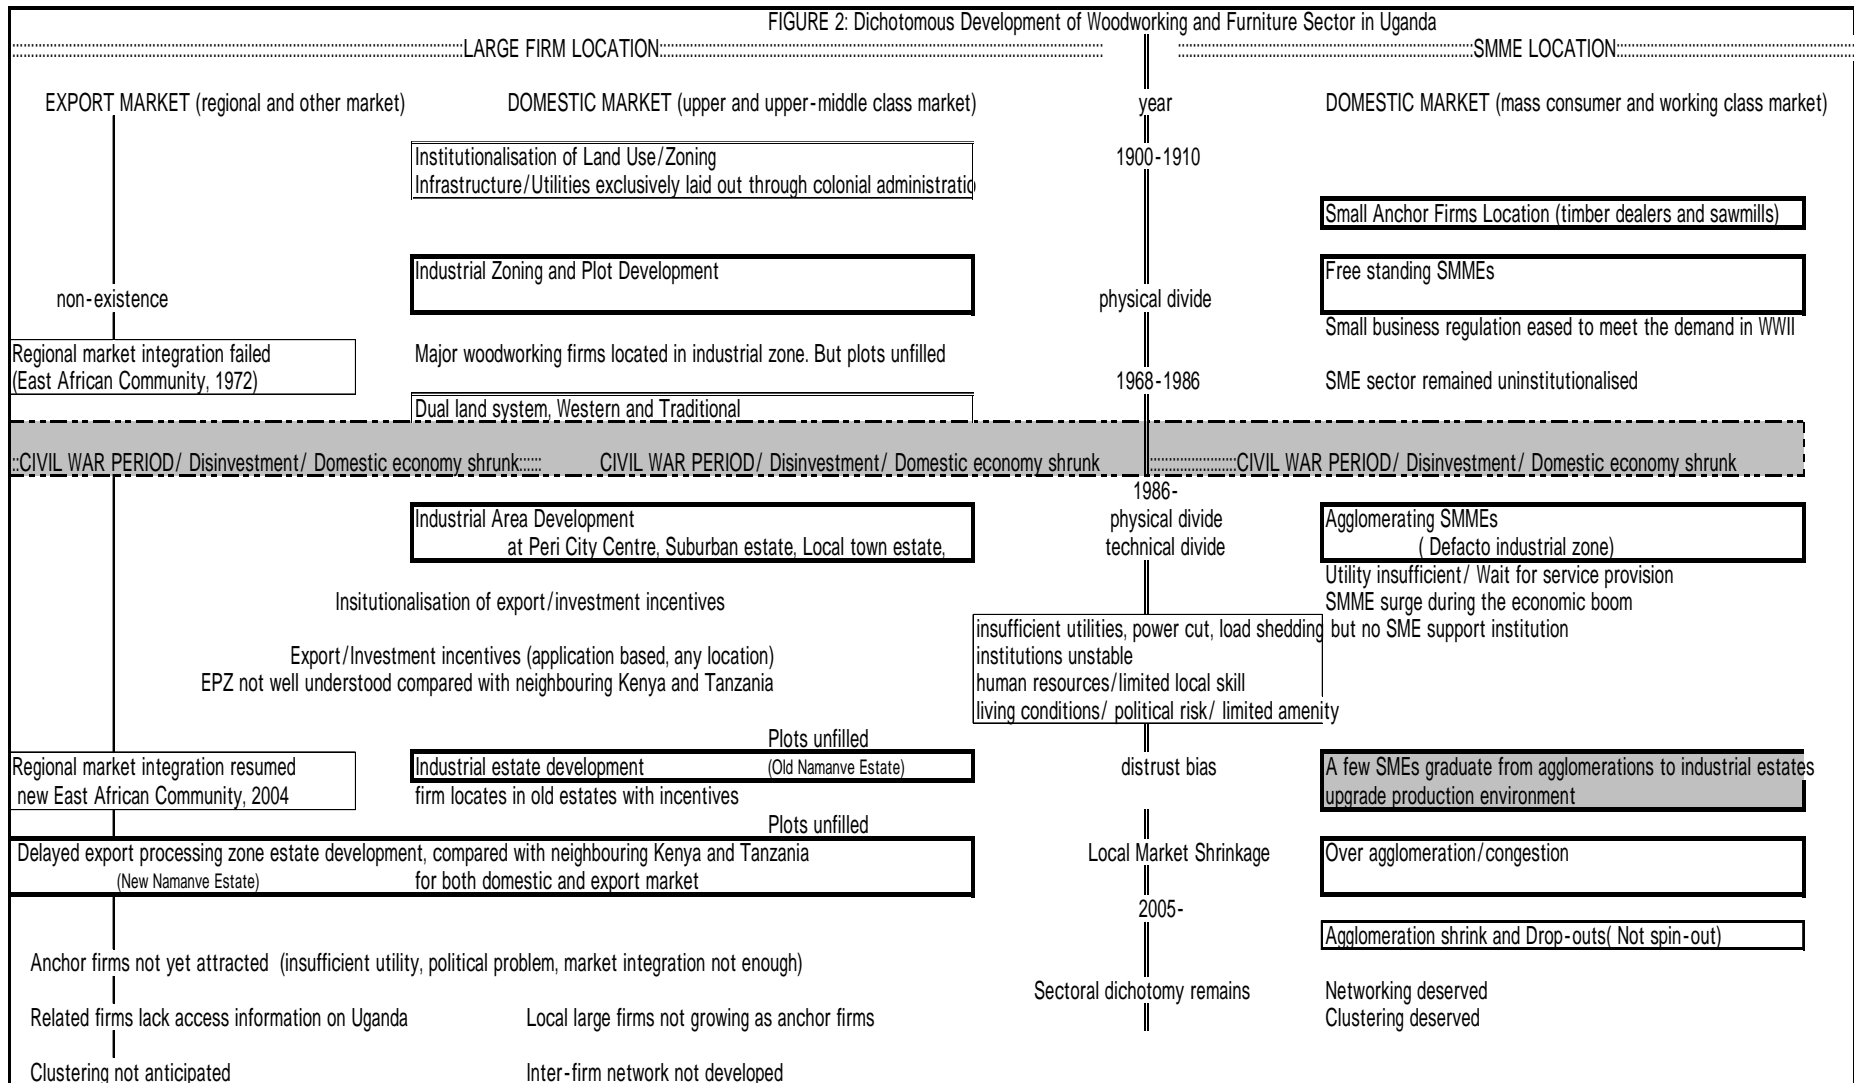 FIGURE 2: Dichotomous Development of Woodworking and Furniture Sector in Uganda
LARGE FIRM LOCATION
SMME LOCATION
EXPORT MARKET (regional and other market)
DOMESTIC MARKET (upper and upper-middle class market)
year
DOMESTIC MARKET (mass consumer and working class market)
Institutionalisation of Land Use/Zoning
1900-1910
Infrastructure/Utilities exclusively laid out through colonial administratio
Small Anchor Firms Location (timber dealers and sawmills)
Industrial Zoning and Plot Development
Free standing SMMEs
non-existence
physical divide
Small business regulation eased to meet the demand in WWII
Regional market integration failed
(East African Community, 1972)
Major woodworking firms located in industrial zone. But plots unfilled
1968-1986
SME sector remained uninstitutionalised
Dual land system, Western and Traditional
::CIVIL WAR PERIOD/ Disinvestment/ Domestic economy shrunk::::::
CIVIL WAR PERIOD/ Disinvestment/ Domestic economy shrunk
CIVIL WAR PERIOD/ Disinvestment/ Domestic economy shrunk
1986-
Industrial Area Development
at Peri City Centre, Suburban estate, Local town estate,
physical divide
technical divide
Agglomerating SMMEs
( Defacto industrial zone)
Utility insufficient/ Wait for service provision
Insitutionalisation of export/investment incentives
SMME surge during the economic boom
insufficient utilities, power cut, load shedding
but no SME support institution
Export/Investment incentives (application based, any location)
institutions unstable
EPZ not well understood compared with neighbouring Kenya and Tanzania
human resources/limited local skill
living conditions/ political risk/ limited amenity
Plots unfilled
Regional market integration resumed
new East African Community, 2004
Industrial estate development
(Old Namanve Estate)
firm locates in old estates with incentives
distrust bias
A few SMEs graduate from agglomerations to industrial estates
upgrade production environment
Plots unfilled
Delayed export processing zone estate development, compared with neighbouring Kenya and Tanzania
(New Namanve Estate)
for both domestic and export market
Local Market Shrinkage
Over agglomeration/congestion
2005-
Agglomeration shrink and Drop-outs( Not spin-out)
Anchor firms not yet attracted (insufficient utility, political problem, market integration not enough)
Sectoral dichotomy remains
Networking deserved
Related firms lack access information on Uganda
Local large firms not growing as anchor firms
Clustering deserved
Clustering not anticipated
Inter-firm network not developed